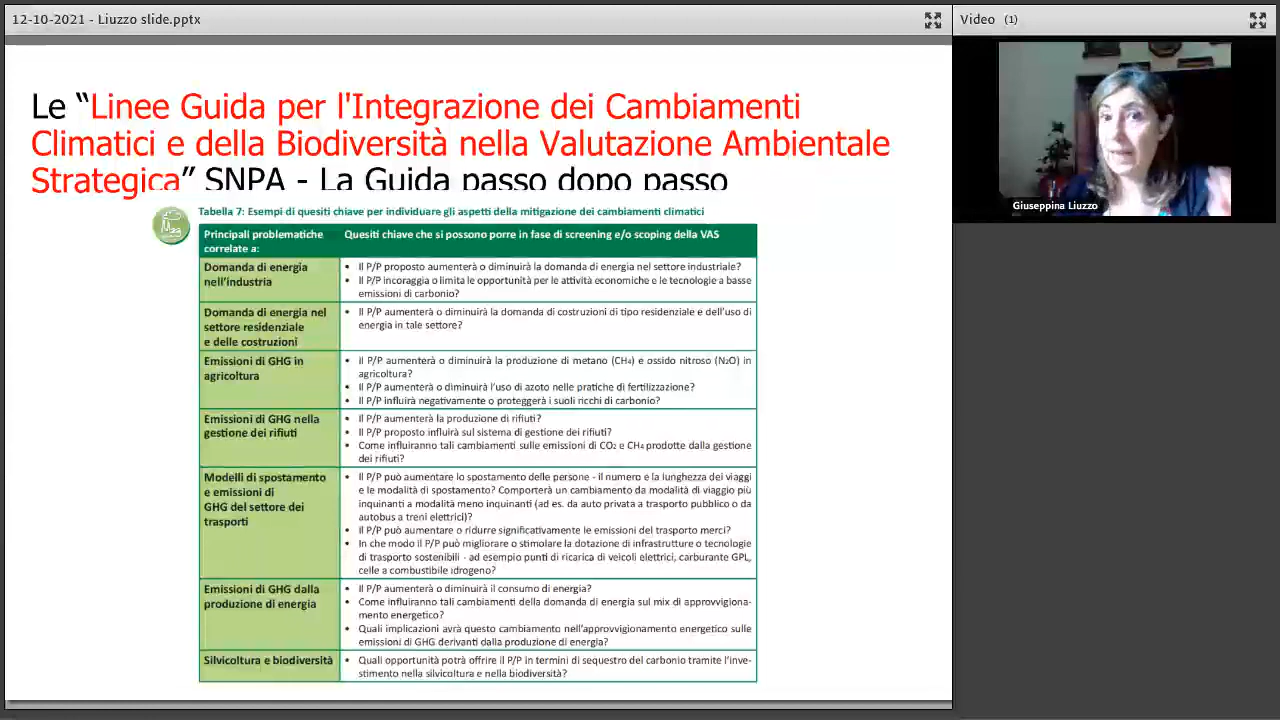 12-10-2021 - Liuzzo slide.pptx
Video (1)
Giuseppina Liuzzo
Le “Linee Guida per l'Integrazione dei Cambiamenti
Climatici e della Biodiversità nella Valutazione Ambientale
Strategica” SNPA - La Guida passo dopo passo
Tabella 7: Esempi di quesiti chiave per individuare gli aspetti della mitigazione dei cambiamenti climatici
Principali problematiche
correlate a:
Quesiti chiave che si possono porre in fase di screening e/o scoping della VAS
Domanda di energia
nell'industria
• Il P/P proposto aumenterà o diminuirà la domanda di energia nel settore industriale?
• Il P/P incoraggia o limita le opportunità per le attività economiche e le tecnologie a basse
emissioni di carbonio?
Domanda di energia nel
settore residenziale
e delle costruzioni
• Il P/P aumenterà o diminuirà la domanda di costruzioni di tipo residenziale e dell'uso di
energia in tale settore?
Emissioni di GHG in
agricoltura
• Il P/P aumenterà o diminuirà la produzione di metano (CH4) e ossido nitroso (N2O) in
agricoltura?
• Il P/P aumenterà o diminuirà l'uso di azoto nelle pratiche di fertilizzazione?
• Il P/P influirà negativamente o proteggerà i suoli ricchi di carbonio?
Emissioni di GHG nella
gestione dei rifiuti
• Il P/P aumenterà la produzione di rifiuti?
• Il P/P proposto influirà sul sistema di gestione dei rifiuti?
• Come influiranno tali cambiamenti sulle emissioni di CO2 e CH4 prodotte dalla gestione
dei rifiuti?
Modelli di spostamento
e emissioni di
GHG del settore dei
trasporti
• Il P/P può aumentare lo spostamento delle persone - il numero e la lunghezza dei viaggi
e le modalità di spostamento? Comporterà un cambiamento da modalità di viaggio più
inquinanti a modalità meno inquinanti (ad es. da auto privata a trasporto pubblico o da
autobus a treni elettrici)?
• Il P/P può aumentare o ridurre significativamente le emissioni del trasporto merci?
• In che modo il P/P può migliorare o stimolare la dotazione di infrastrutture o tecnologie
di trasporto sostenibili - ad esempio punti di ricarica di veicoli elettrici, carburante GPL,
celle a combustibile idrogeno?
Emissioni di GHG dalla
produzione di energia
• Il P/P aumenterà o diminuirà il consumo di energia?
• Come influiranno tali cambiamenti della domanda di energia sul mix di approvvigiona-
mento energetico?
• Quali implicazioni avrà questo cambiamento nell'approvvigionamento energetico sulle
emissioni di GHG derivanti dalla produzione di energia?
Silvicoltura e biodiversità
• Quali opportunità potrà offrire il P/P in termini di sequestro del carbonio tramite l'inve-
stimento nella silvicoltura e nella biodiversità?